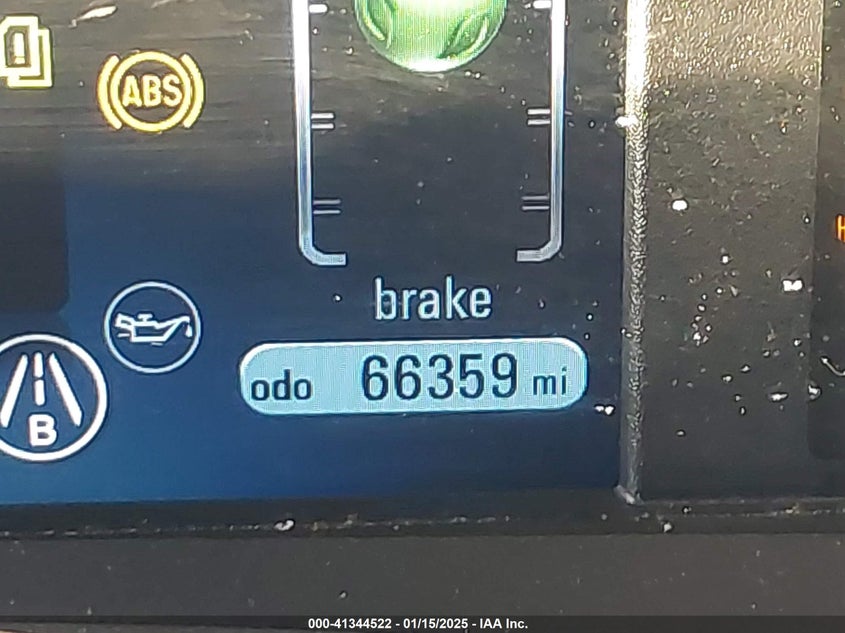 ABS
brake
odo 66359 mi
B
000-41344522 - 01/15/2025 - IAA Inc.